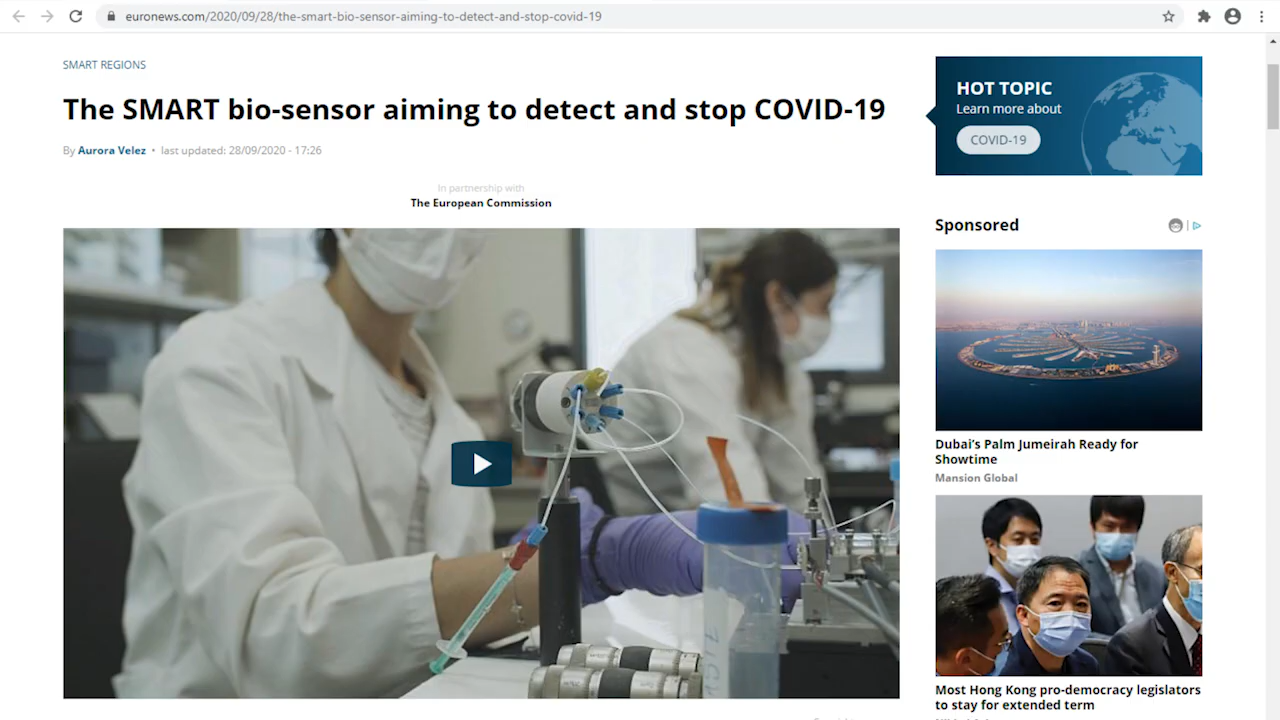 euronews.com/2020/09/28/the-smart-bio-sensor-aiming-to-detect-and-stop-covid-19
SMART REGIONS
The SMART bio-sensor aiming to detect and stop COVID-19
By Aurora Velez • last updated: 28/09/2020 - 17:26
In partnership with
The European Commission
HOT TOPIC
Learn more about
COVID-19
Sponsored
Dubai's Palm Jumeirah Ready for
Showtime
Mansion Global
Most Hong Kong pro-democracy legislators
to stay for extended term